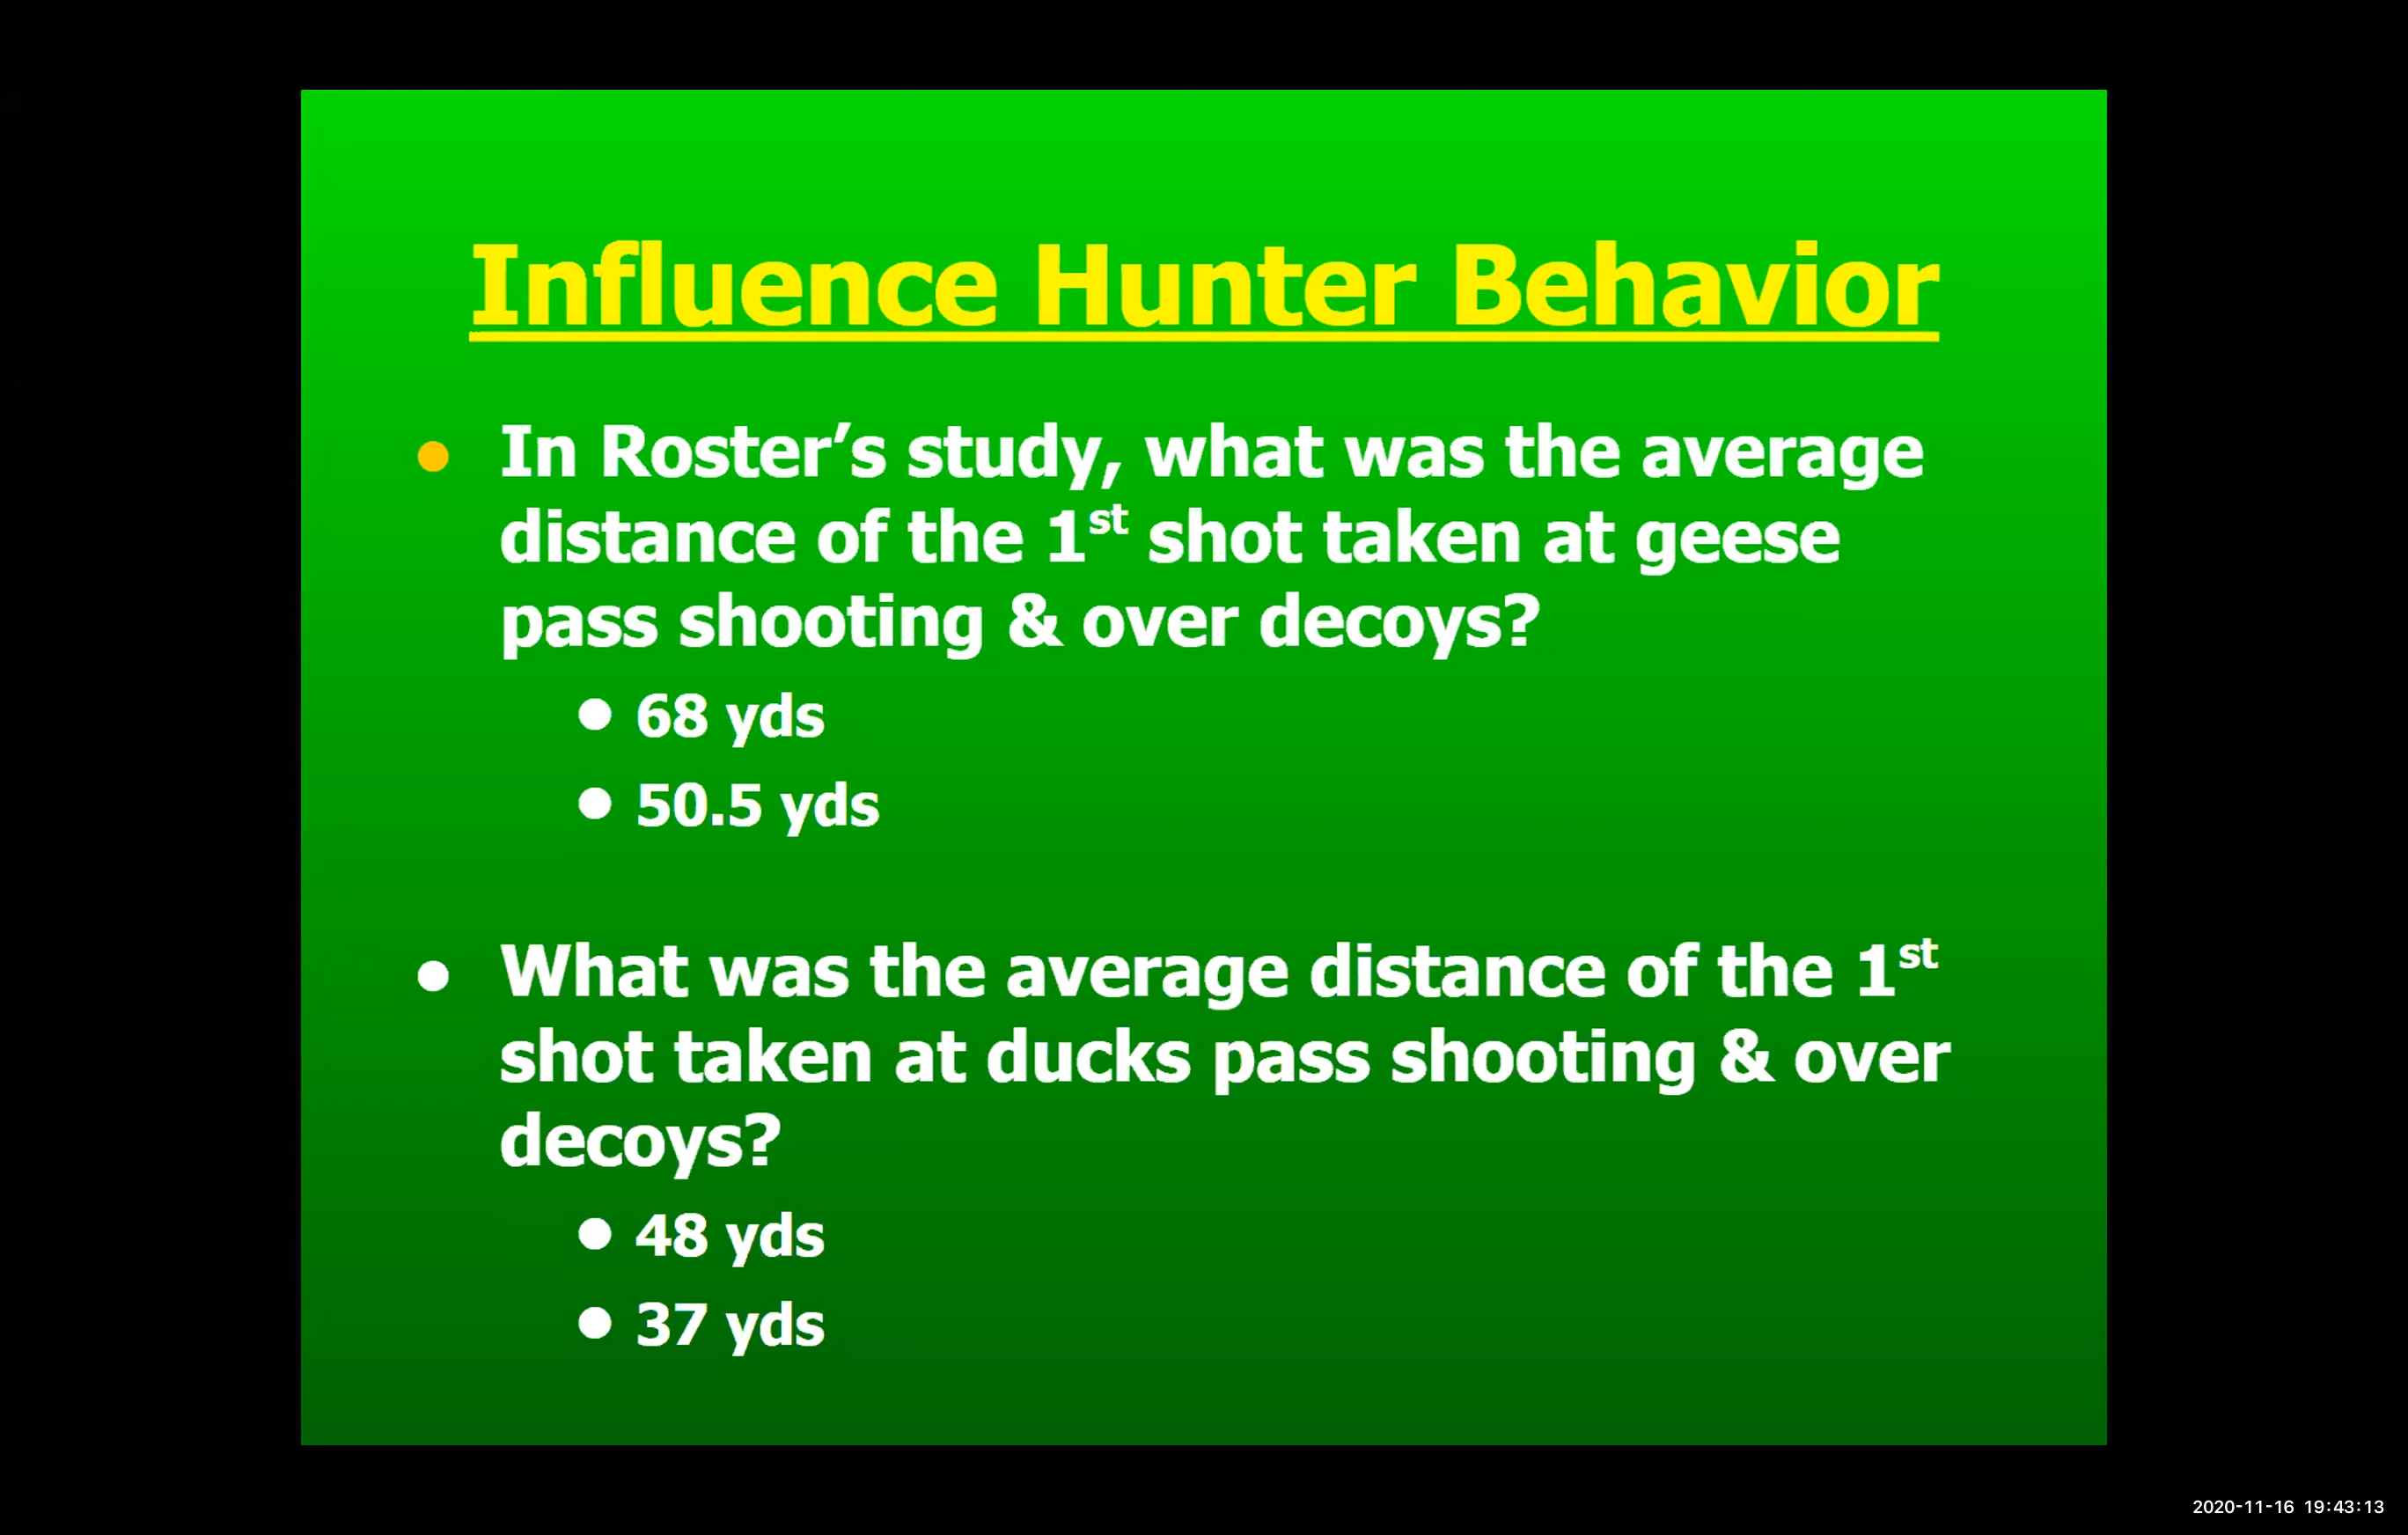 Influence Hunter Behavior
In Roster’s study, what was the average
distance of the 1st shot taken at geese
pass shooting & over decoys?
68 yds
50.5 yds
What was the average distance of the 1st
shot taken at ducks pass shooting & over
decoys?
48 yds
37 yds
2020-11-16 19:43:13